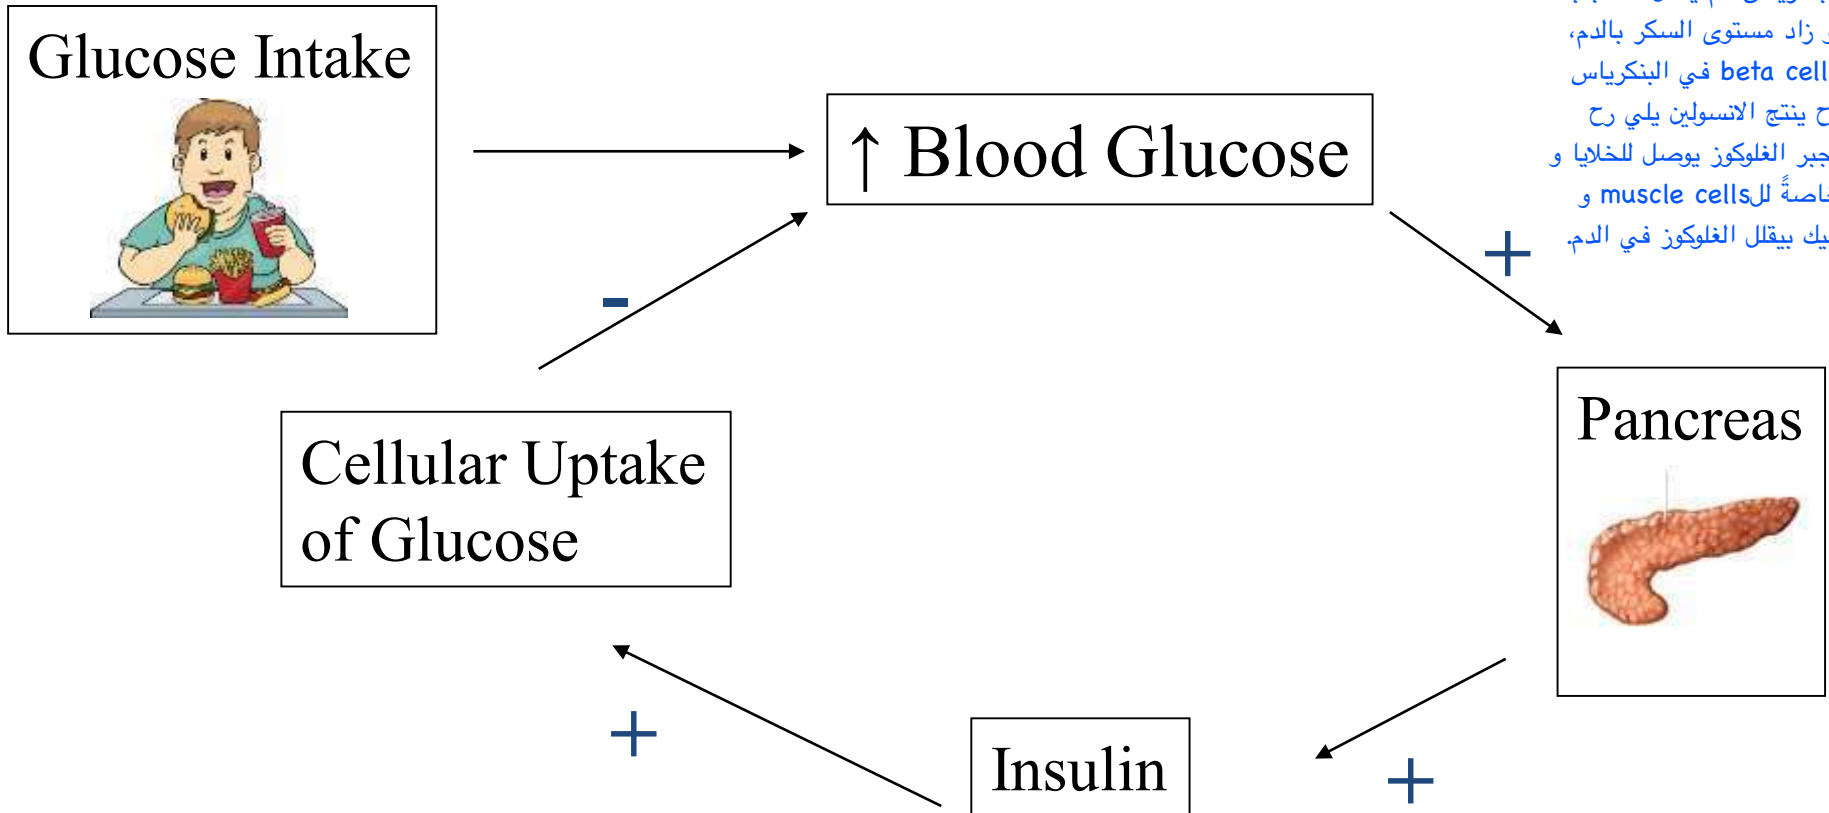 Glucose Intake
↑ Blood Glucose
زاد مستوى السكر بالدم،
beta cell في البنكرياس
ينتج الانسولين يلي رح
الغلوكوز يوصل للخلايا و
للmuscle cells و
بيقلل الغلوكوز في الدم.
+
-
Pancreas
Cellular Uptake
of Glucose
+
Insulin
+